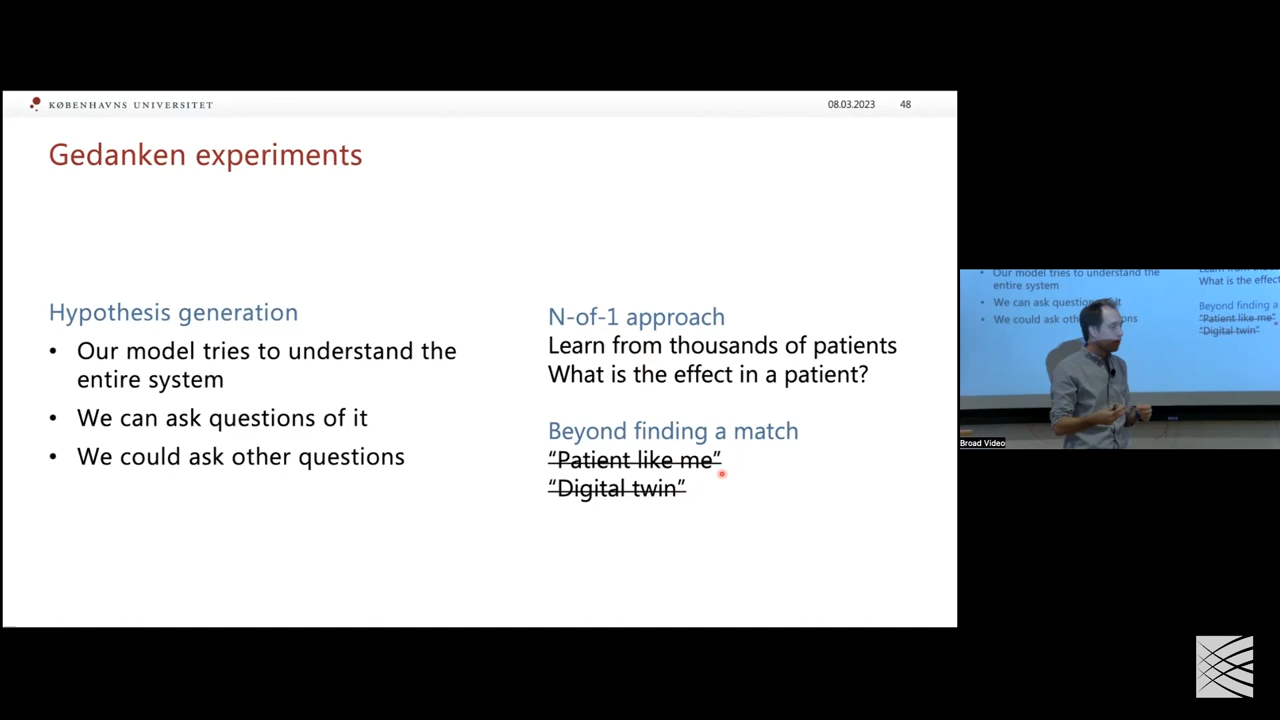 KØBENHAVNS UNIVERSITET
08.03.2023
48
Gedanken experiments
Hypothesis generation
• Our model tries to understand the
entire system
• We can ask questions of it
• We could ask other questions
N-of-1 approach
Learn from thousands of patients
What is the effect in a patient?
Beyond finding a match
“Patient like me”
“Digital twin”
• Our model tries to understand the
entire system
• We can ask it
• We could ask
What is the effect
Beyond finding a
“Patient like me”
“Digital twin”
Broad Video